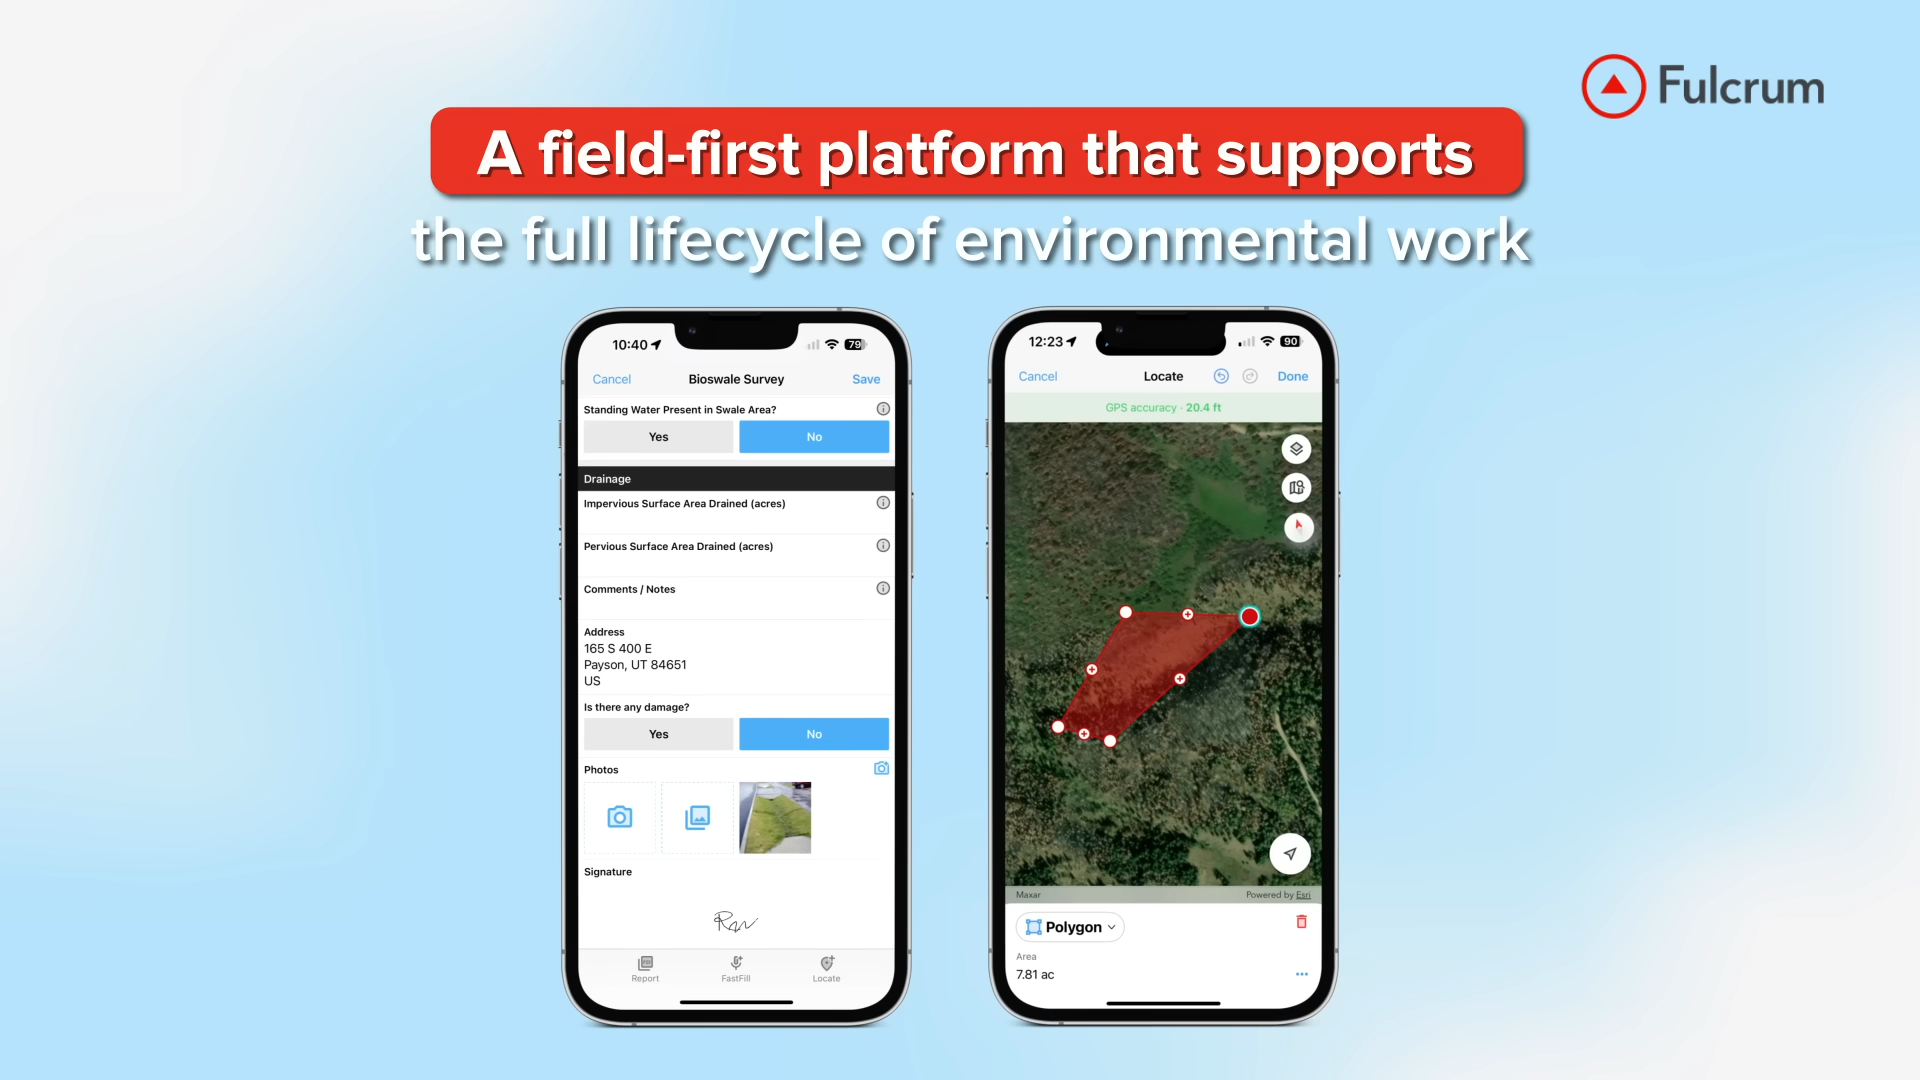 Fulcrum
A field-first platform that supports
the full lifecycle of environmental work
10:40
79
Cancel
Bioswale Survey
Save
Standing Water Present in Swale Area?
Yes
No
Drainage
Impervious Surface Area Drained (acres)
Pervious Surface Area Drained (acres)
Comments / Notes
Address
165 S 400 E
Payson, UT 84651
US
Is there any damage?
Yes
No
Photos
Signature
Report
FastFill
Locate
12:23
90
Cancel
Locate
Done
GPS accuracy · 20.4 ft
Maxar
Powered by Esri
Polygon
Area
7.81 ac